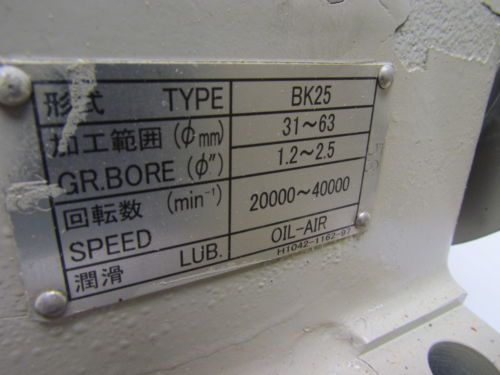 形式 TYPE BK25
加工範囲(φmm) 31～63
GR.BORE(φ") 1.2～2.5
回転数 (min⁻¹) 20000～40000
SPEED
潤滑 LUB. OIL-AIR
H1042-1162-97